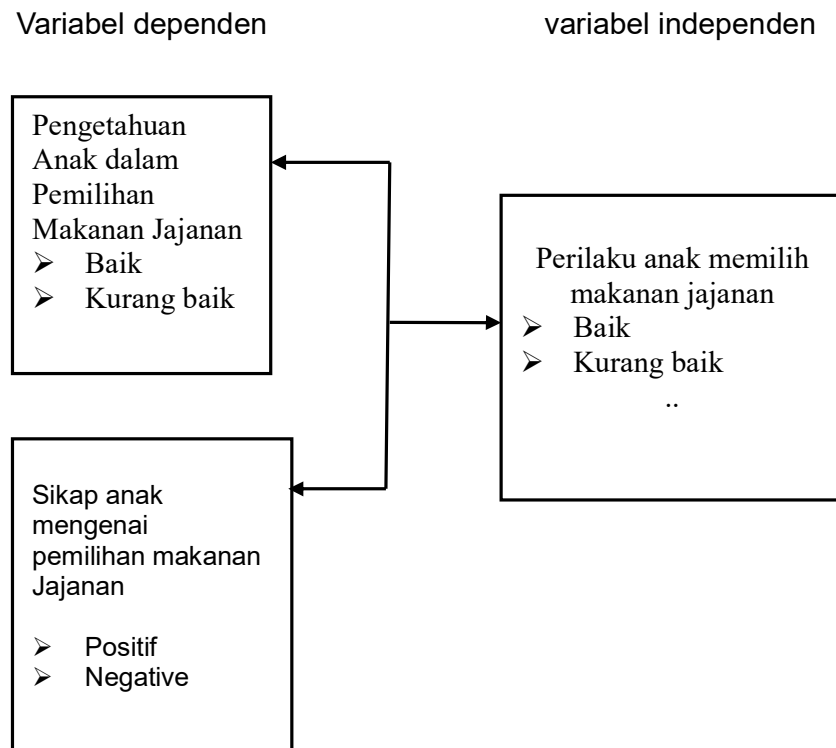 Variabel dependen
variabel independen
Pengetahuan
Anak dalam
Pemilihan
Makanan Jajanan
➢ Baik
➢ Kurang baik
Perilaku anak memilih
makanan jajanan
➢ Baik
➢ Kurang baik
..
Sikap anak
mengenai
pemilihan makanan
Jajanan
➢ Positif
➢ Negative